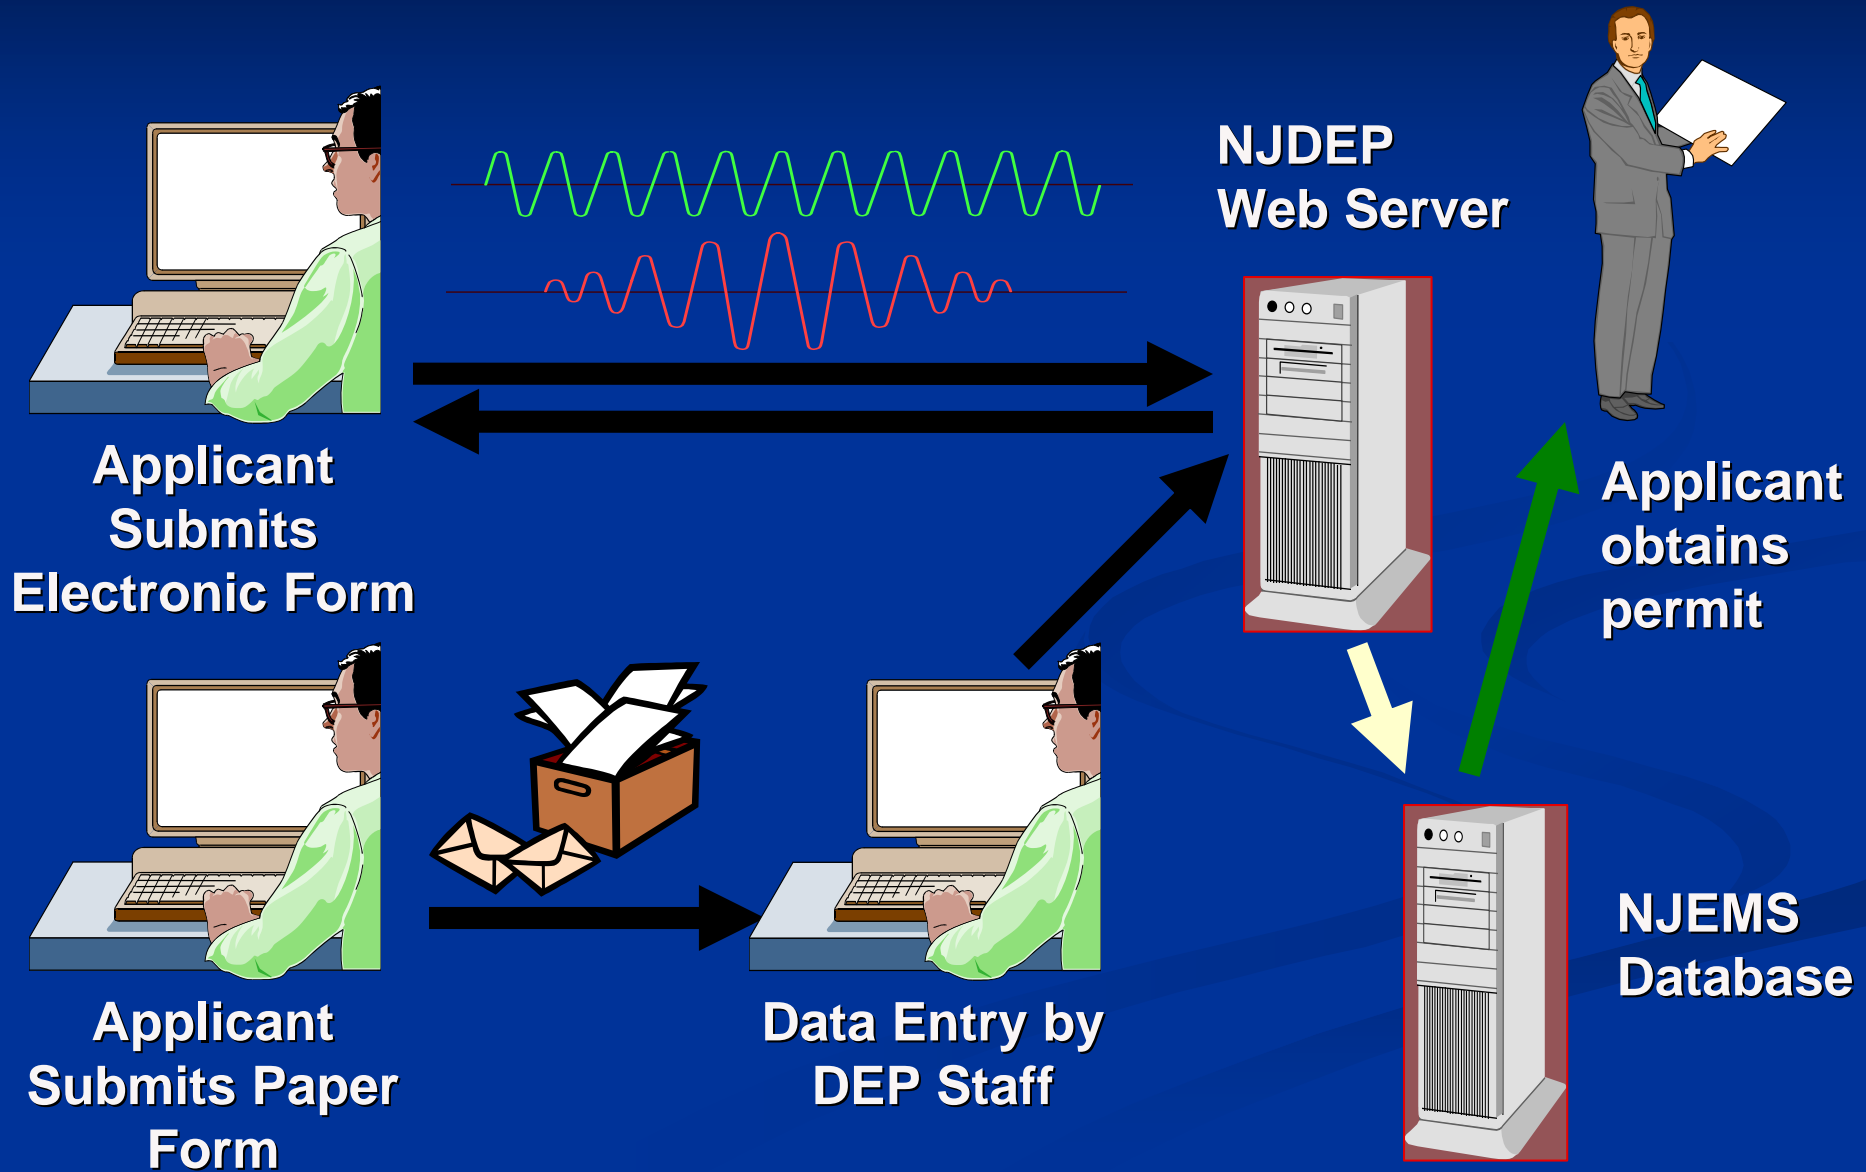 NJDEP
Web Server
Applicant
Submits
Electronic Form
Applicant
obtains
permit
Applicant
Submits Paper
Form
Data Entry by
DEP Staff
NJEMS
Database